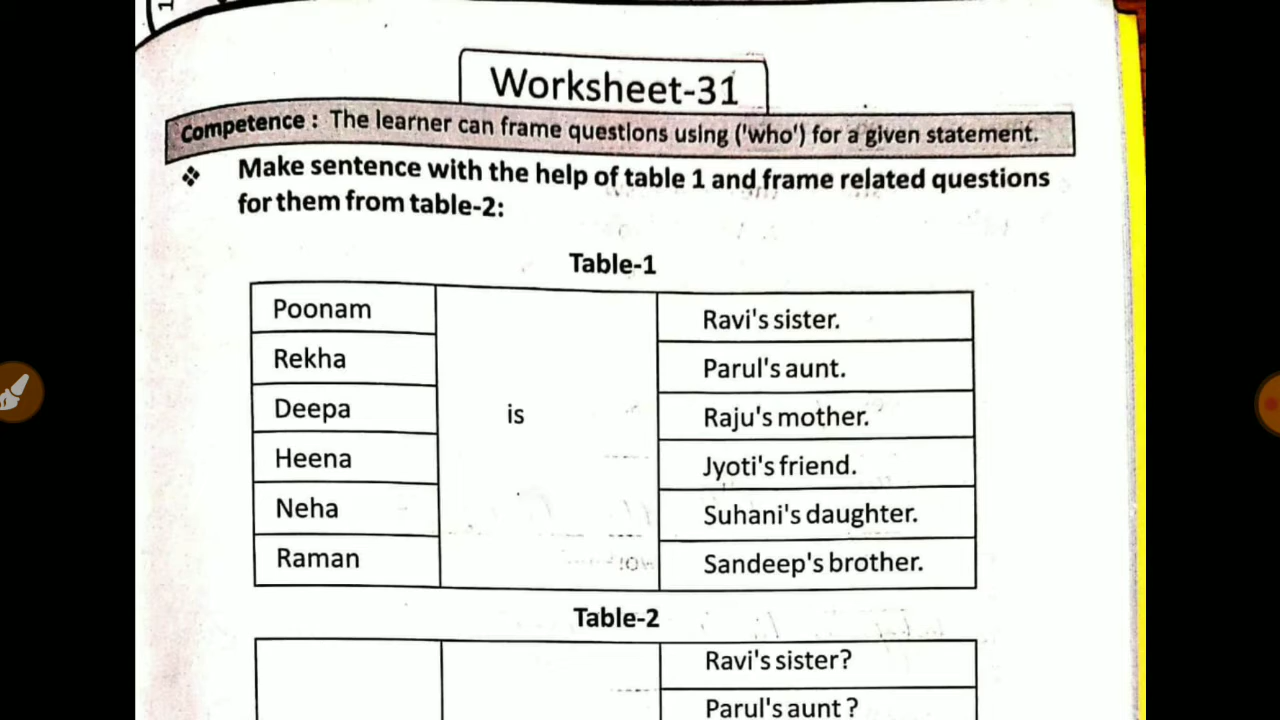 Worksheet-31
Competence : The learner can frame questions using ('who') for a given statement.
Make sentence with the help of table 1 and frame related questions
for them from table-2:
Table-1
Poonam
Rekha
Deepa
Heena
Neha
Raman
is
Ravi's sister.
Parul's aunt.
Raju's mother.
Jyoti's friend.
Suhani's daughter.
Sandeep's brother.
Table-2
Ravi's sister?
Parul's aunt ?